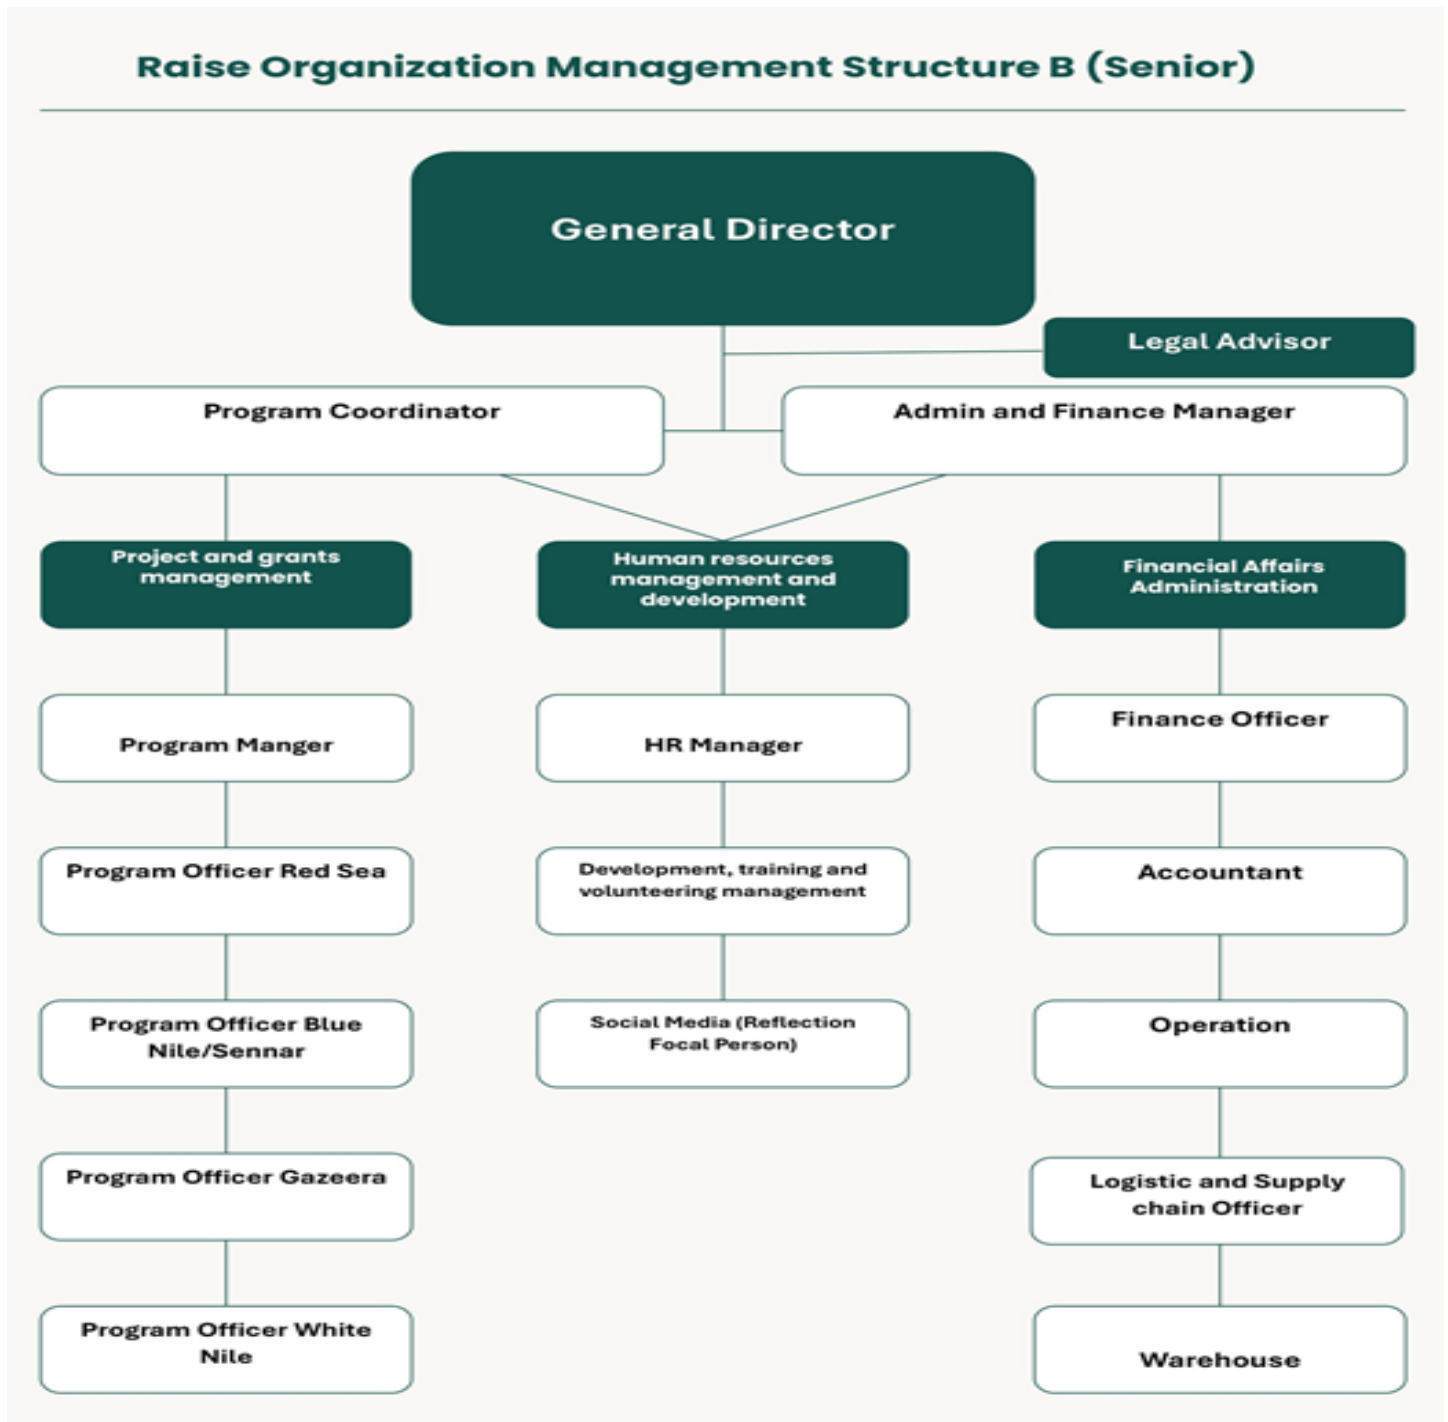 Raise Organization Management Structure B (Senior)
General Director
Legal Advisor
Program Coordinator
Admin and Finance Manager
Project and grants
management
Human resources
management and
development
Financial Affairs
Administration
Program Manger
HR Manager
Finance Officer
Program Officer Red Sea
Development, training and
volunteering management
Accountant
Program Officer Blue
Nile/Sennar
Social Media (Reflection
Focal Person)
Operation
Program Officer Gazeera
Logistic and Supply
chain Officer
Program Officer White
Nile
Warehouse